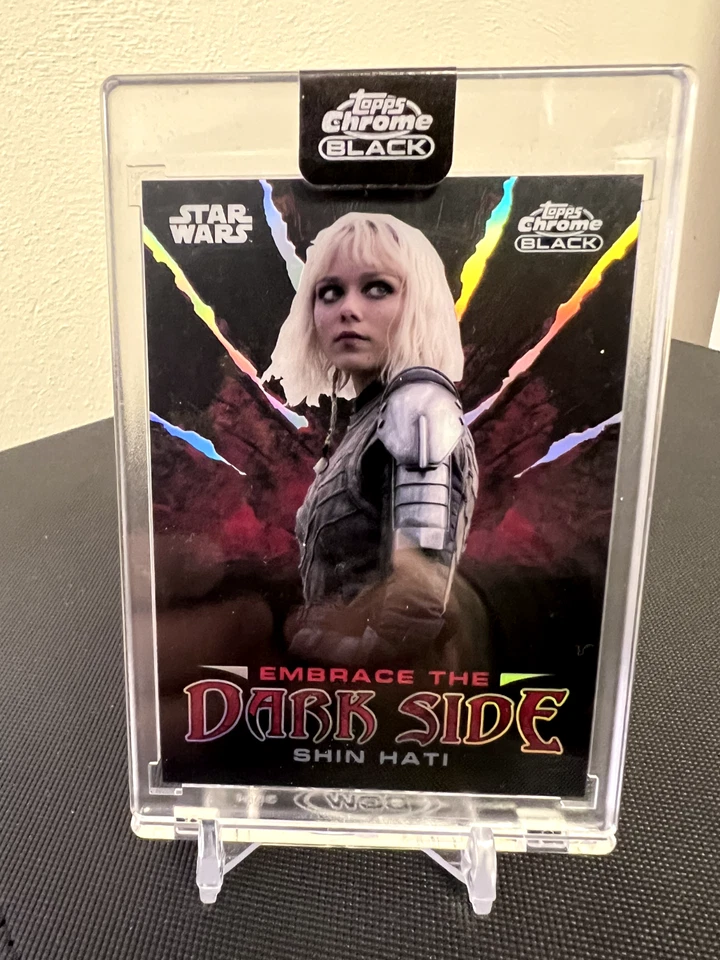 Topps
Chrome
BLACK
STAR
WARS
Topps
Chrome
BLACK
EMBRACE THE
DARK SIDE
SHIN HATI